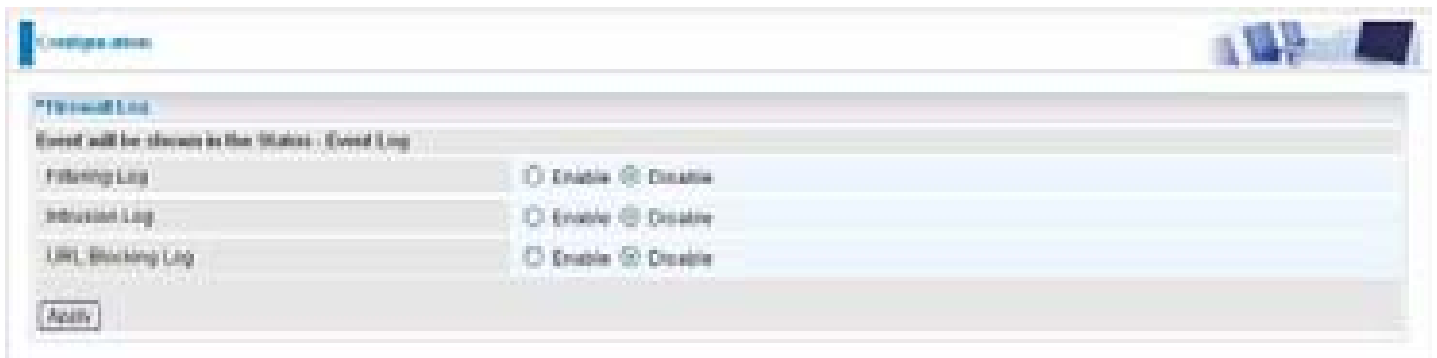 Configuration
Firewall Log
Event will be shown in the Status - Event Log
Filtering Log Enable Disable
Intrusion Log Enable Disable
URL Blocking Log Enable Disable
Apply